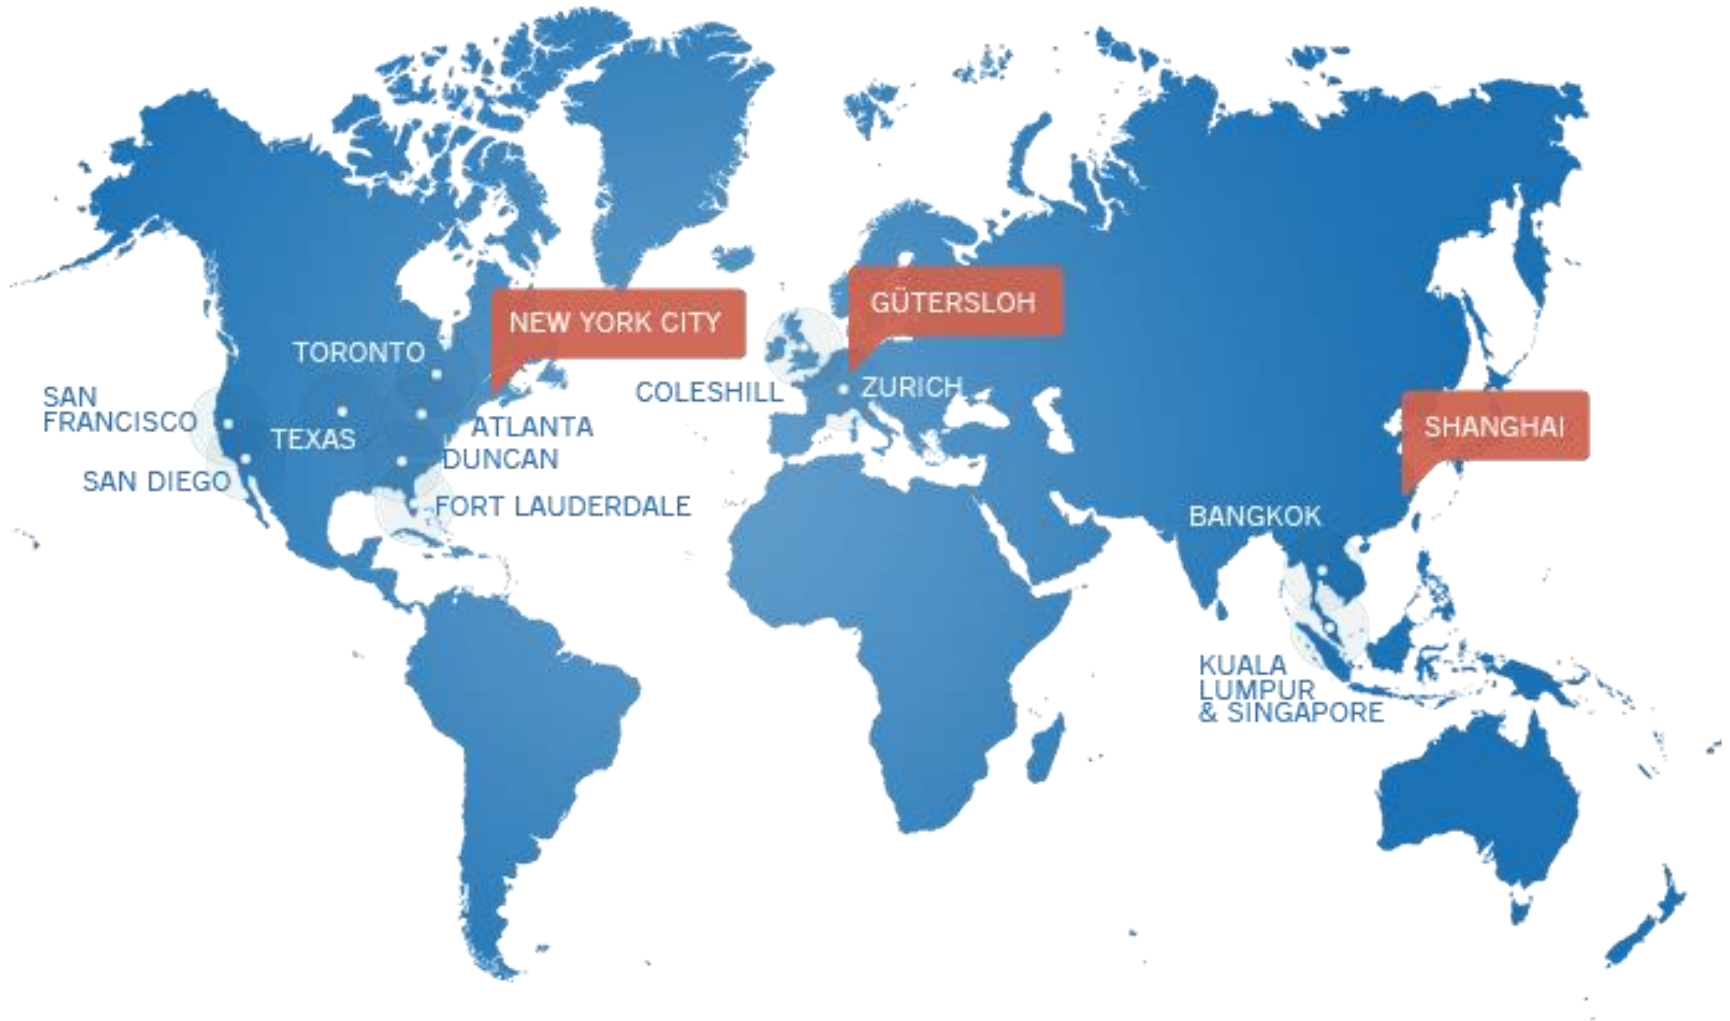 NEW YORK CITY
GÜTERSLOH
TORONTO
COLESHILL
ZURICH
SAN
FRANCISCO
TEXAS
ATLANTA
DUNCAN
SHANGHAI
SAN DIEGO
FORT LAUDERDALE
BANGKOK
KUALA
LUMPUR
& SINGAPORE